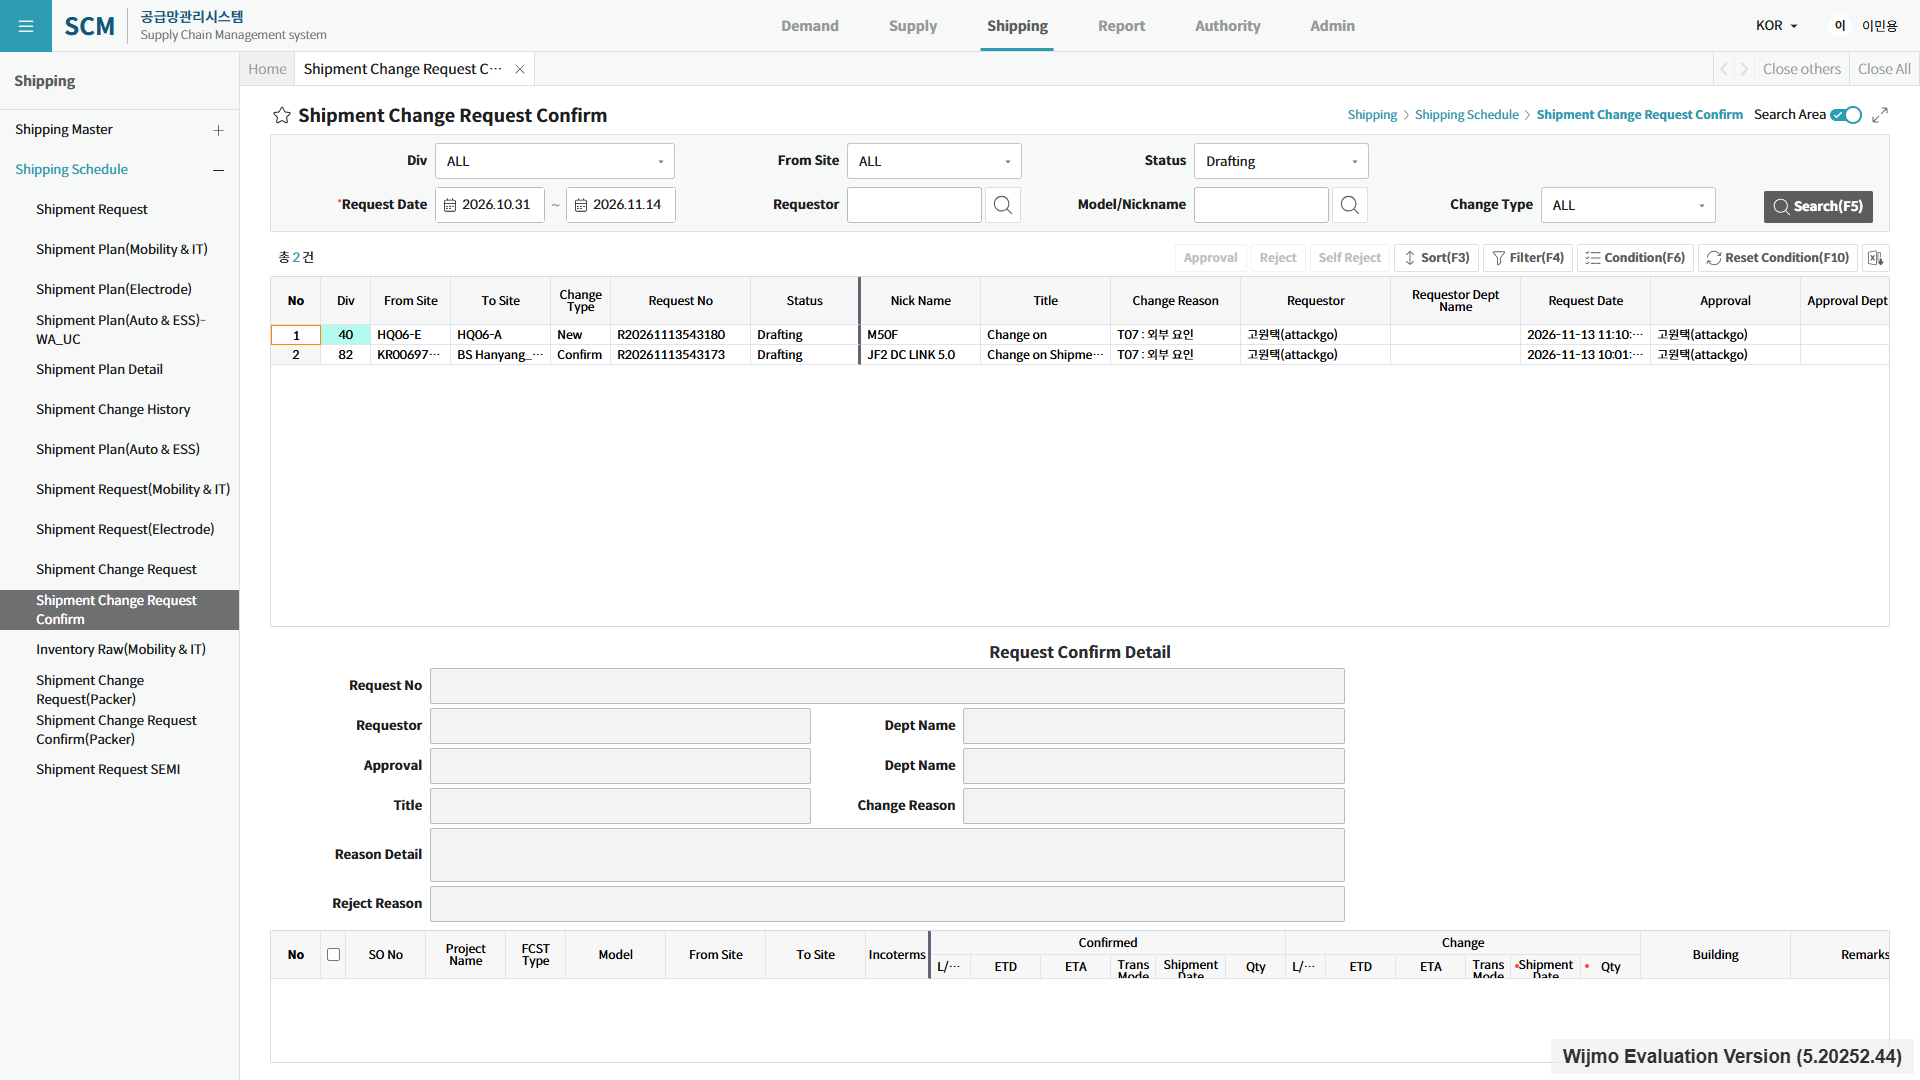 SCM
공급망관리시스템
Supply Chain Management system
Demand
Supply
Shipping
Report
Authority
Admin
KOR
이
이민용
Shipping
Home
Shipment Change Request C···
Close others
Close All
Shipping Master
Shipping Schedule
Shipment Request
Shipment Plan(Mobility & IT)
Shipment Plan(Electrode)
Shipment Plan(Auto & ESS)-
WA_UC
Shipment Plan Detail
Shipment Change History
Shipment Plan(Auto & ESS)
Shipment Request(Mobility & IT)
Shipment Request(Electrode)
Shipment Change Request
Shipment Change Request
Confirm
Inventory Raw(Mobility & IT)
Shipment Change
Request(Packer)
Shipment Change Request
Confirm(Packer)
Shipment Request SEMI
Shipment Change Request Confirm
Shipping > Shipping Schedule > Shipment Change Request Confirm
Search Area
Div ALL
From Site ALL
Status Drafting
*Request Date 2026.10.31 ~ 2026.11.14
Requestor
Model/Nickname
Change Type ALL
Search(F5)
총 2 건
Approval
Reject
Self Reject
Sort(F3)
Filter(F4)
Condition(F6)
Reset Condition(F10)
No Div From Site To Site Change Type Request No Status Nick Name Title Change Reason Requestor Requestor Dept Name Request Date Approval Approval Dept
1 40 HQ06-E HQ06-A New R20261113543180 Drafting M50F Change on T07 : 외부 요인 고원택(attackgo) 2026-11-13 11:10:··· 고원택(attackgo)
2 82 KR00697··· BS Hanyang_··· Confirm R20261113543173 Drafting JF2 DC LINK 5.0 Change on Shipme··· T07 : 외부 요인 고원택(attackgo) 2026-11-13 10:01:··· 고원택(attackgo)
Request Confirm Detail
Request No
Requestor
Dept Name
Approval
Dept Name
Title
Change Reason
Reason Detail
Reject Reason
No SO No Project Name FCST Type Model From Site To Site Incoterms Confirmed Change Building Remarks
L/··· ETD ETA Trans Mode Shipment Date Qty L/··· ETD ETA Trans Mode Shipment Date Qty
Wijmo Evaluation Version (5.20252.44)